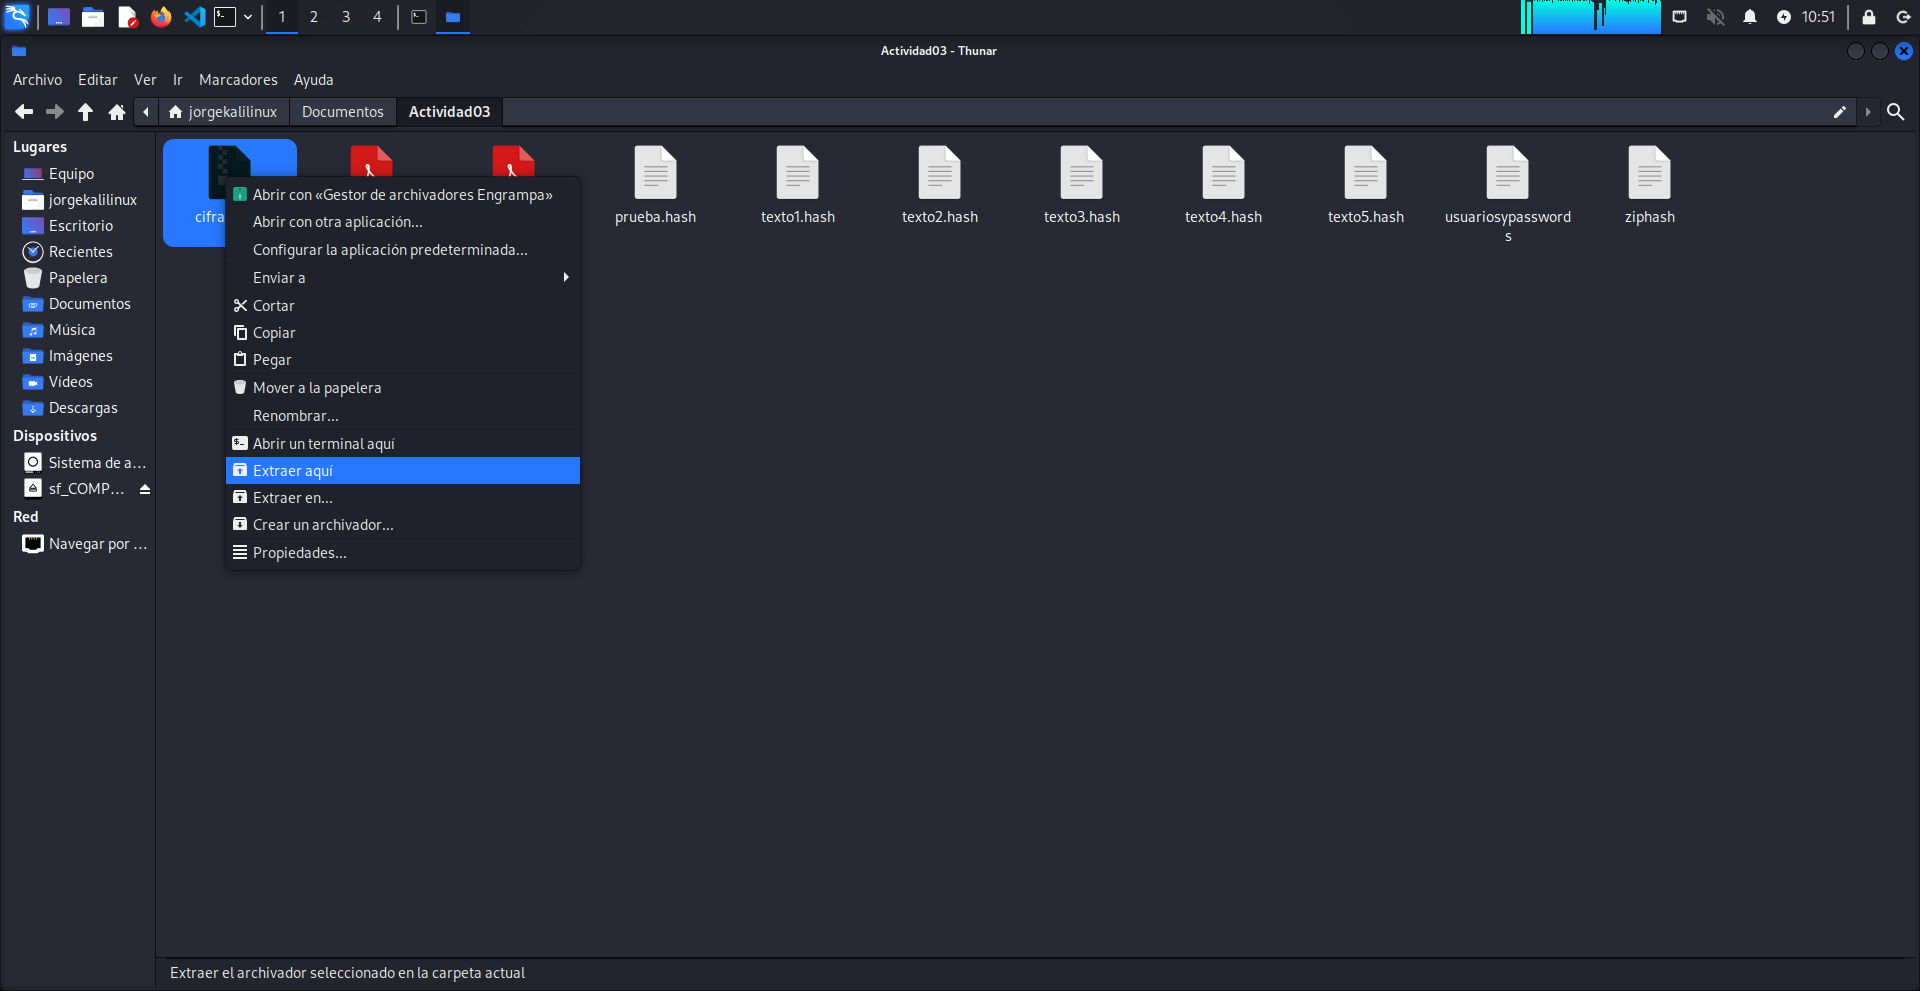 1 2 3 4
10:51
Actividad03 - Thunar
Archivo Editar Ver Ir Marcadores Ayuda
jorgekalilinux Documentos Actividad03
Lugares
Equipo
jorgekalilinux
Escritorio
Recientes
Papelera
Documentos
Música
Imágenes
Vídeos
Descargas
Dispositivos
Sistema de a...
sf_COMP...
Red
Navegar por ...
cifra
prueba.hash
texto1.hash
texto2.hash
texto3.hash
texto4.hash
texto5.hash
usuariosypassword
s
ziphash
Abrir con «Gestor de archivadores Engrampa»
Abrir con otra aplicación...
Configurar la aplicación predeterminada...
Enviar a
Cortar
Copiar
Pegar
Mover a la papelera
Renombrar...
Abrir un terminal aquí
Extraer aquí
Extraer en...
Crear un archivador...
Propiedades...
Extraer el archivador seleccionado en la carpeta actual